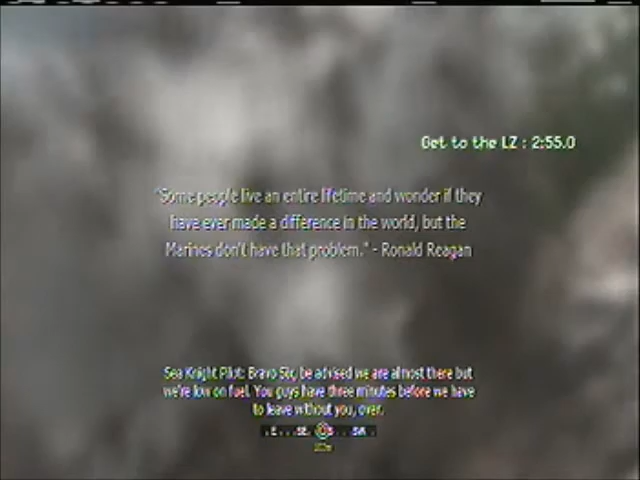 Get to the LZ : 2:55.0
"Some people live an entire lifetime and wonder if they
have ever made a difference in the world, but the
Marines don't have that problem." - Ronald Reagan
Sea Knight Pilot: Bravo Six, be advised we are almost there but
we're low on fuel. You guys have three minutes before we have
to leave without you, over.